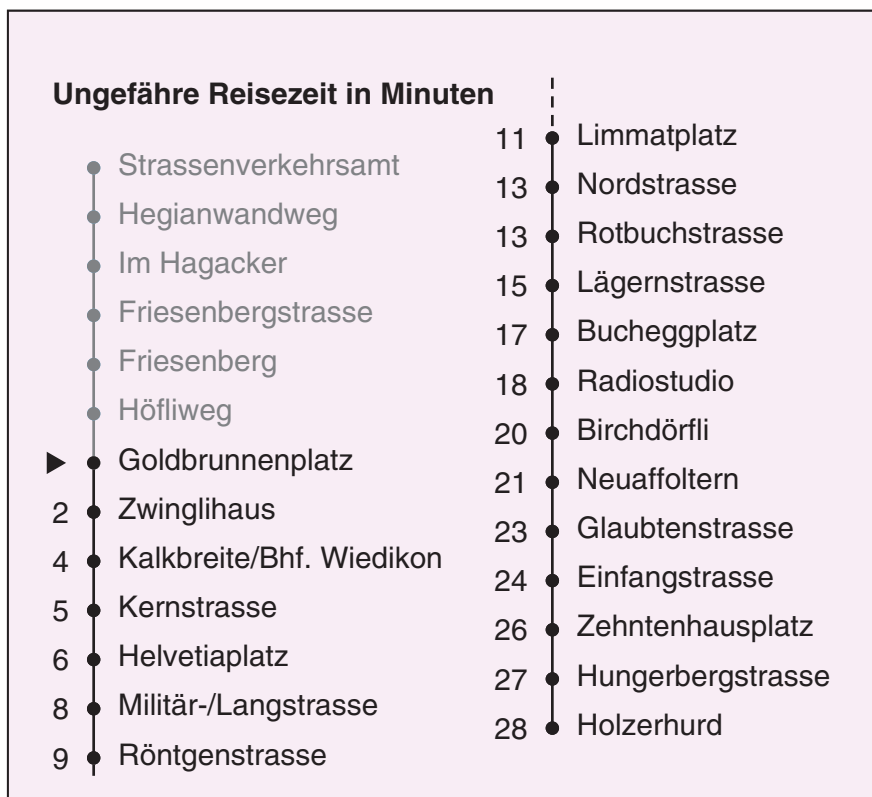 Ungefähre Reisezeit in Minuten
Strassenverkehrsamt
Hegianwandweg
Im Hagacker
Friesenbergstrasse
Friesenberg
Höfliweg
Goldbrunnenplatz
2 Zwinglihaus
4 Kalkbreite/Bhf. Wiedikon
5 Kernstrasse
6 Helvetiaplatz
8 Militär-/Langstrasse
9 Röntgenstrasse
11 Limmatplatz
13 Nordstrasse
13 Rotbuchstrasse
15 Lägernstrasse
17 Bucheggplatz
18 Radiostudio
20 Birchdörfli
21 Neuaffoltern
23 Glaubtenstrasse
24 Einfangstrasse
26 Zehntenhausplatz
27 Hungerbergstrasse
28 Holzerhurd